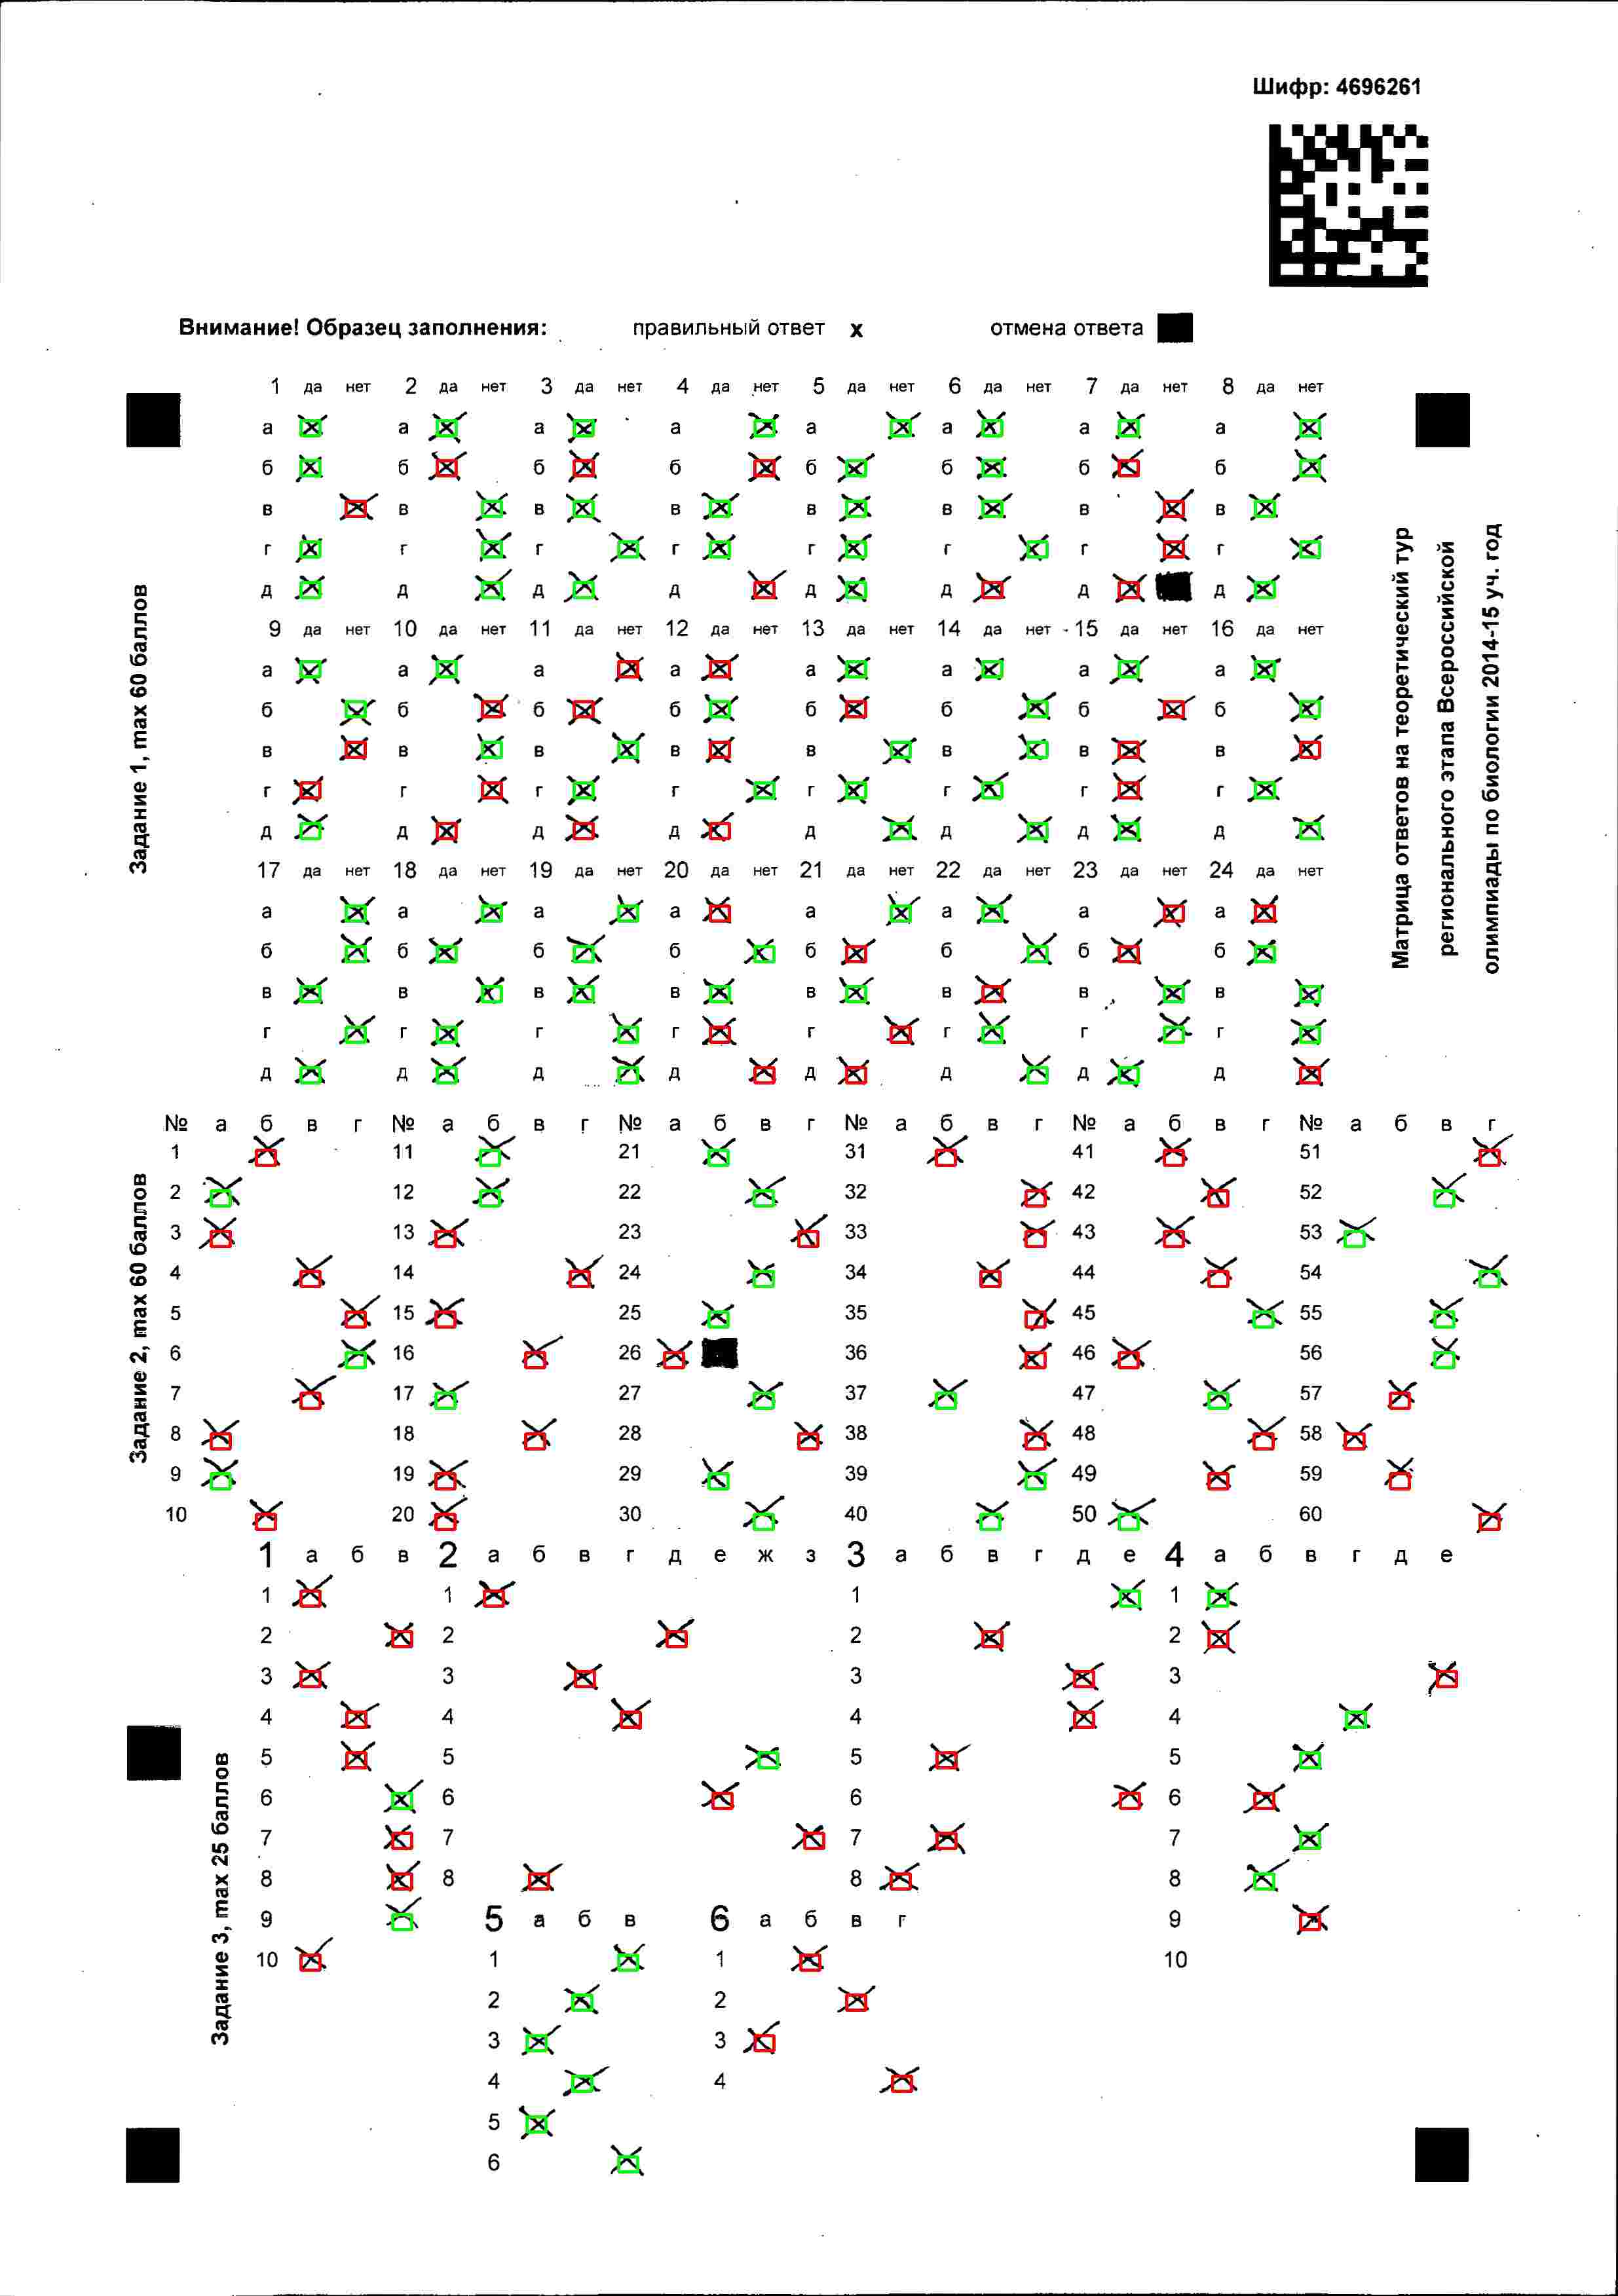 Шифр: 4696261
Внимание! Образец заполнения: правильный ответ х отмена ответа
Задание 1, max 60 баллов
1 да нет 2 да нет 3 да нет 4 да нет 5 да нет 6 да нет 7 да нет 8 да нет
а а а а а а а а
б б б б б б б б
в в в в в в в в
г г г г г г г г
д д д д д д д д
9 да нет 10 да нет 11 да нет 12 да нет 13 да нет 14 да нет 15 да нет 16 да нет
а а а а а а а а
б б б б б б б б
в в в в в в в в
г г г г г г г г
д д д д д д д д
17 да нет 18 да нет 19 да нет 20 да нет 21 да нет 22 да нет 23 да нет 24 да нет
а а а а а а а а
б б б б б б б б
в в в в в в в в
г г г г г г г г
д д д д д д д д
Матрица ответов на теоретический тур
регионального этапа Всероссийской
олимпиады по биологии 2014-15 уч. год
Задание 2, max 60 баллов
№ а б в г № а б в г № а б в г № а б в г № а б в г № а б в г
1 11 21 31 41 51
2 12 22 32 42 52
3 13 23 33 43 53
4 14 24 34 44 54
5 15 25 35 45 55
6 16 26 36 46 56
7 17 27 37 47 57
8 18 28 38 48 58
9 19 29 39 49 59
10 20 30 40 50 60
Задание 3, max 25 баллов
1 а б в 2 а б в г д е ж з 3 а б в г д е 4 а б в г д е
1 1 1 1
2 2 2 2
3 3 3 3
4 4 4 4
5 5 5 5
6 6 6 6
7 7 7 7
8 8 8 8
9 5 а б в 6 а б в г 9
10 1 1 10
2 2
3 3
4 4
5
6